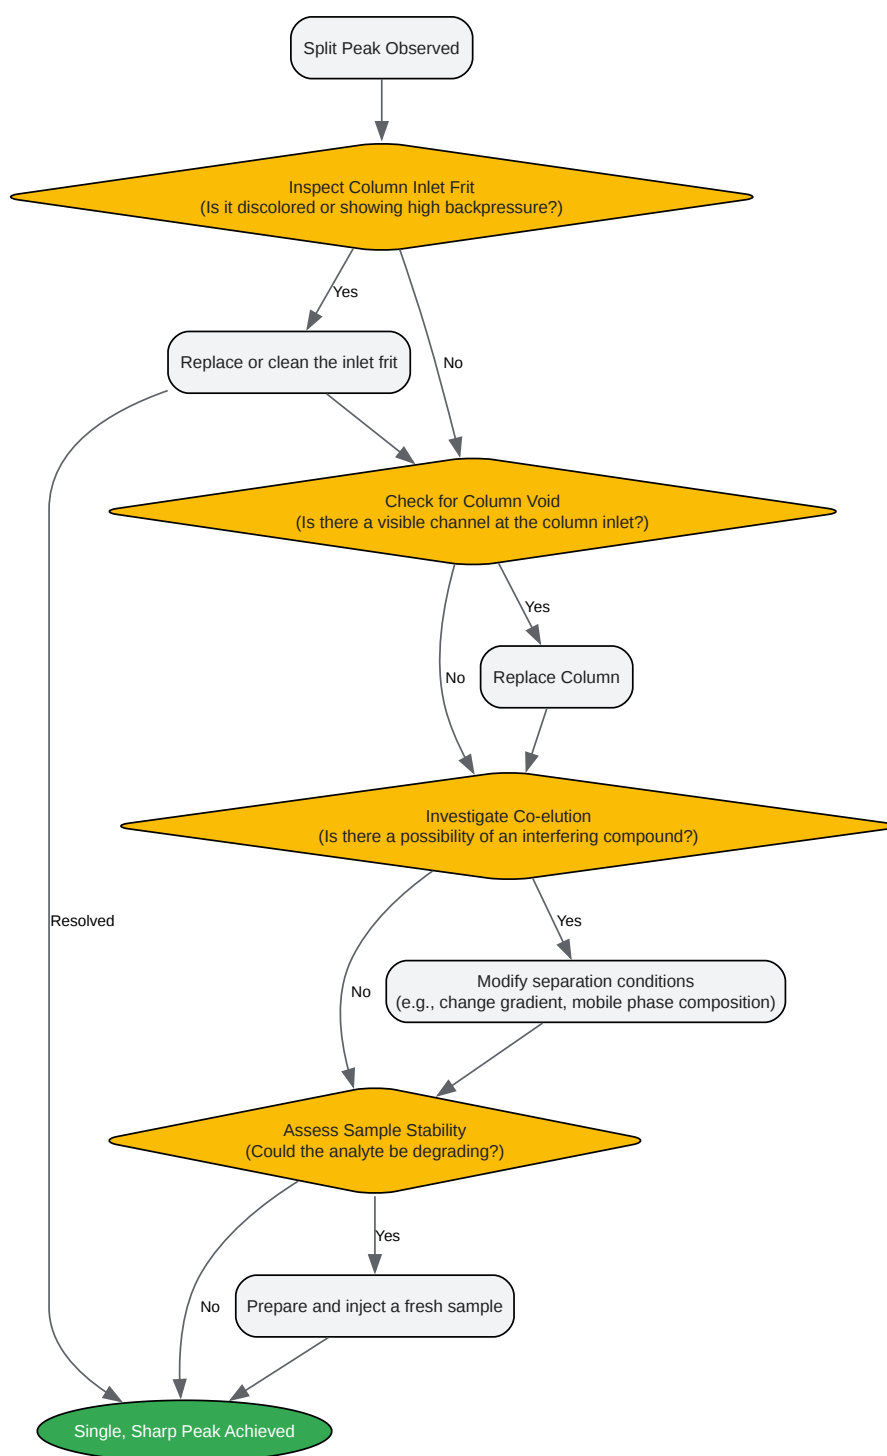 Split Peak Observed
Inspect Column Inlet Frit
(Is it discolored or showing high backpressure?)
Yes
Replace or clean the inlet frit
No
Check for Column Void
(Is there a visible channel at the column inlet?)
Yes
No
Replace Column
Investigate Co-elution
(Is there a possibility of an interfering compound?)
Resolved
Yes
No
Modify separation conditions
(e.g., change gradient, mobile phase composition)
Assess Sample Stability
(Could the analyte be degrading?)
Yes
No
Prepare and inject a fresh sample
Single, Sharp Peak Achieved